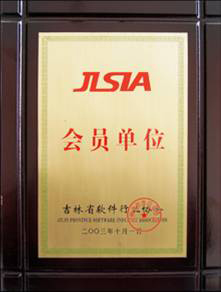 JLSIA
会员单位
吉林省软件行业协会
JILIN PROVINCE SOFTWARE INDUSTRY ASSOCIATION
二〇〇三年十月一日